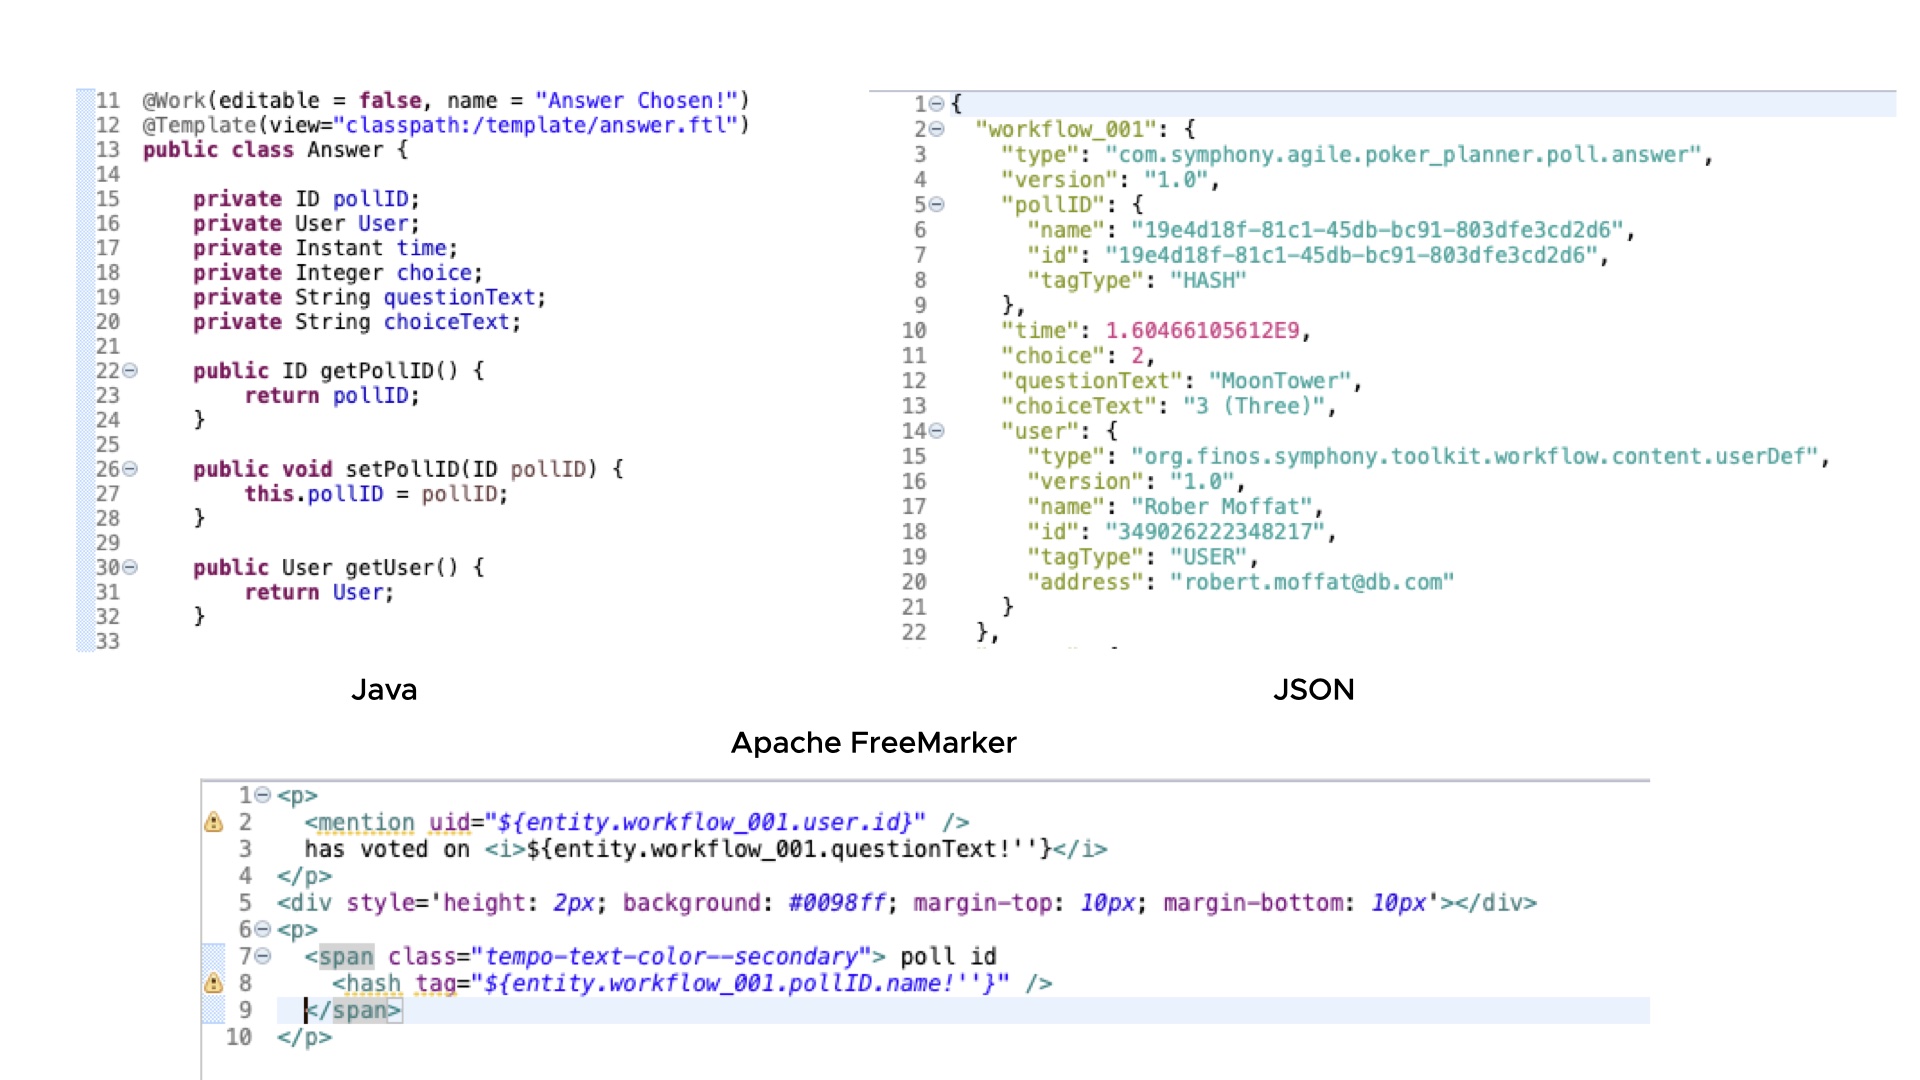 11 @Work(editable = false, name = "Answer Chosen!")
12 @Template(view="classpath:/template/answer.ftl")
13 public class Answer {
14
15 private ID pollID;
16 private User User;
17 private Instant time;
18 private Integer choice;
19 private String questionText;
20 private String choiceText;
21
22 public ID getPollID() {
23 return pollID;
24 }
25
26 public void setPollID(ID pollID) {
27 this.pollID = pollID;
28 }
29
30 public User getUser() {
31 return User;
32 }
33
Java
1 {
2 "workflow_001": {
3 "type": "com.symphony.agile.poker_planner.poll.answer",
4 "version": "1.0",
5 "pollID": {
6 "name": "19e4d18f-81c1-45db-bc91-803dfe3cd2d6",
7 "id": "19e4d18f-81c1-45db-bc91-803dfe3cd2d6",
8 "tagType": "HASH"
9 },
10 "time": 1.60466105612E9,
11 "choice": 2,
12 "questionText": "MoonTower",
13 "choiceText": "3 (Three)",
14 "user": {
15 "type": "org.finos.symphony.toolkit.workflow.content.userDef",
16 "version": "1.0",
17 "name": "Rober Moffat",
18 "id": "349026222348217",
19 "tagType": "USER",
20 "address": "robert.moffat@db.com"
21 }
22 },
JSON
Apache FreeMarker
1 <p>
2 <mention uid="${entity.workflow_001.user.id}" />
3 has voted on <i>${entity.workflow_001.questionText!''}</i>
4 </p>
5 <div style='height: 2px; background: #0098ff; margin-top: 10px; margin-bottom: 10px'></div>
6 <p>
7 <span class="tempo-text-color--secondary"> poll id
8 <hash tag="${entity.workflow_001.pollID.name!''}" />
9 </span>
10 </p>